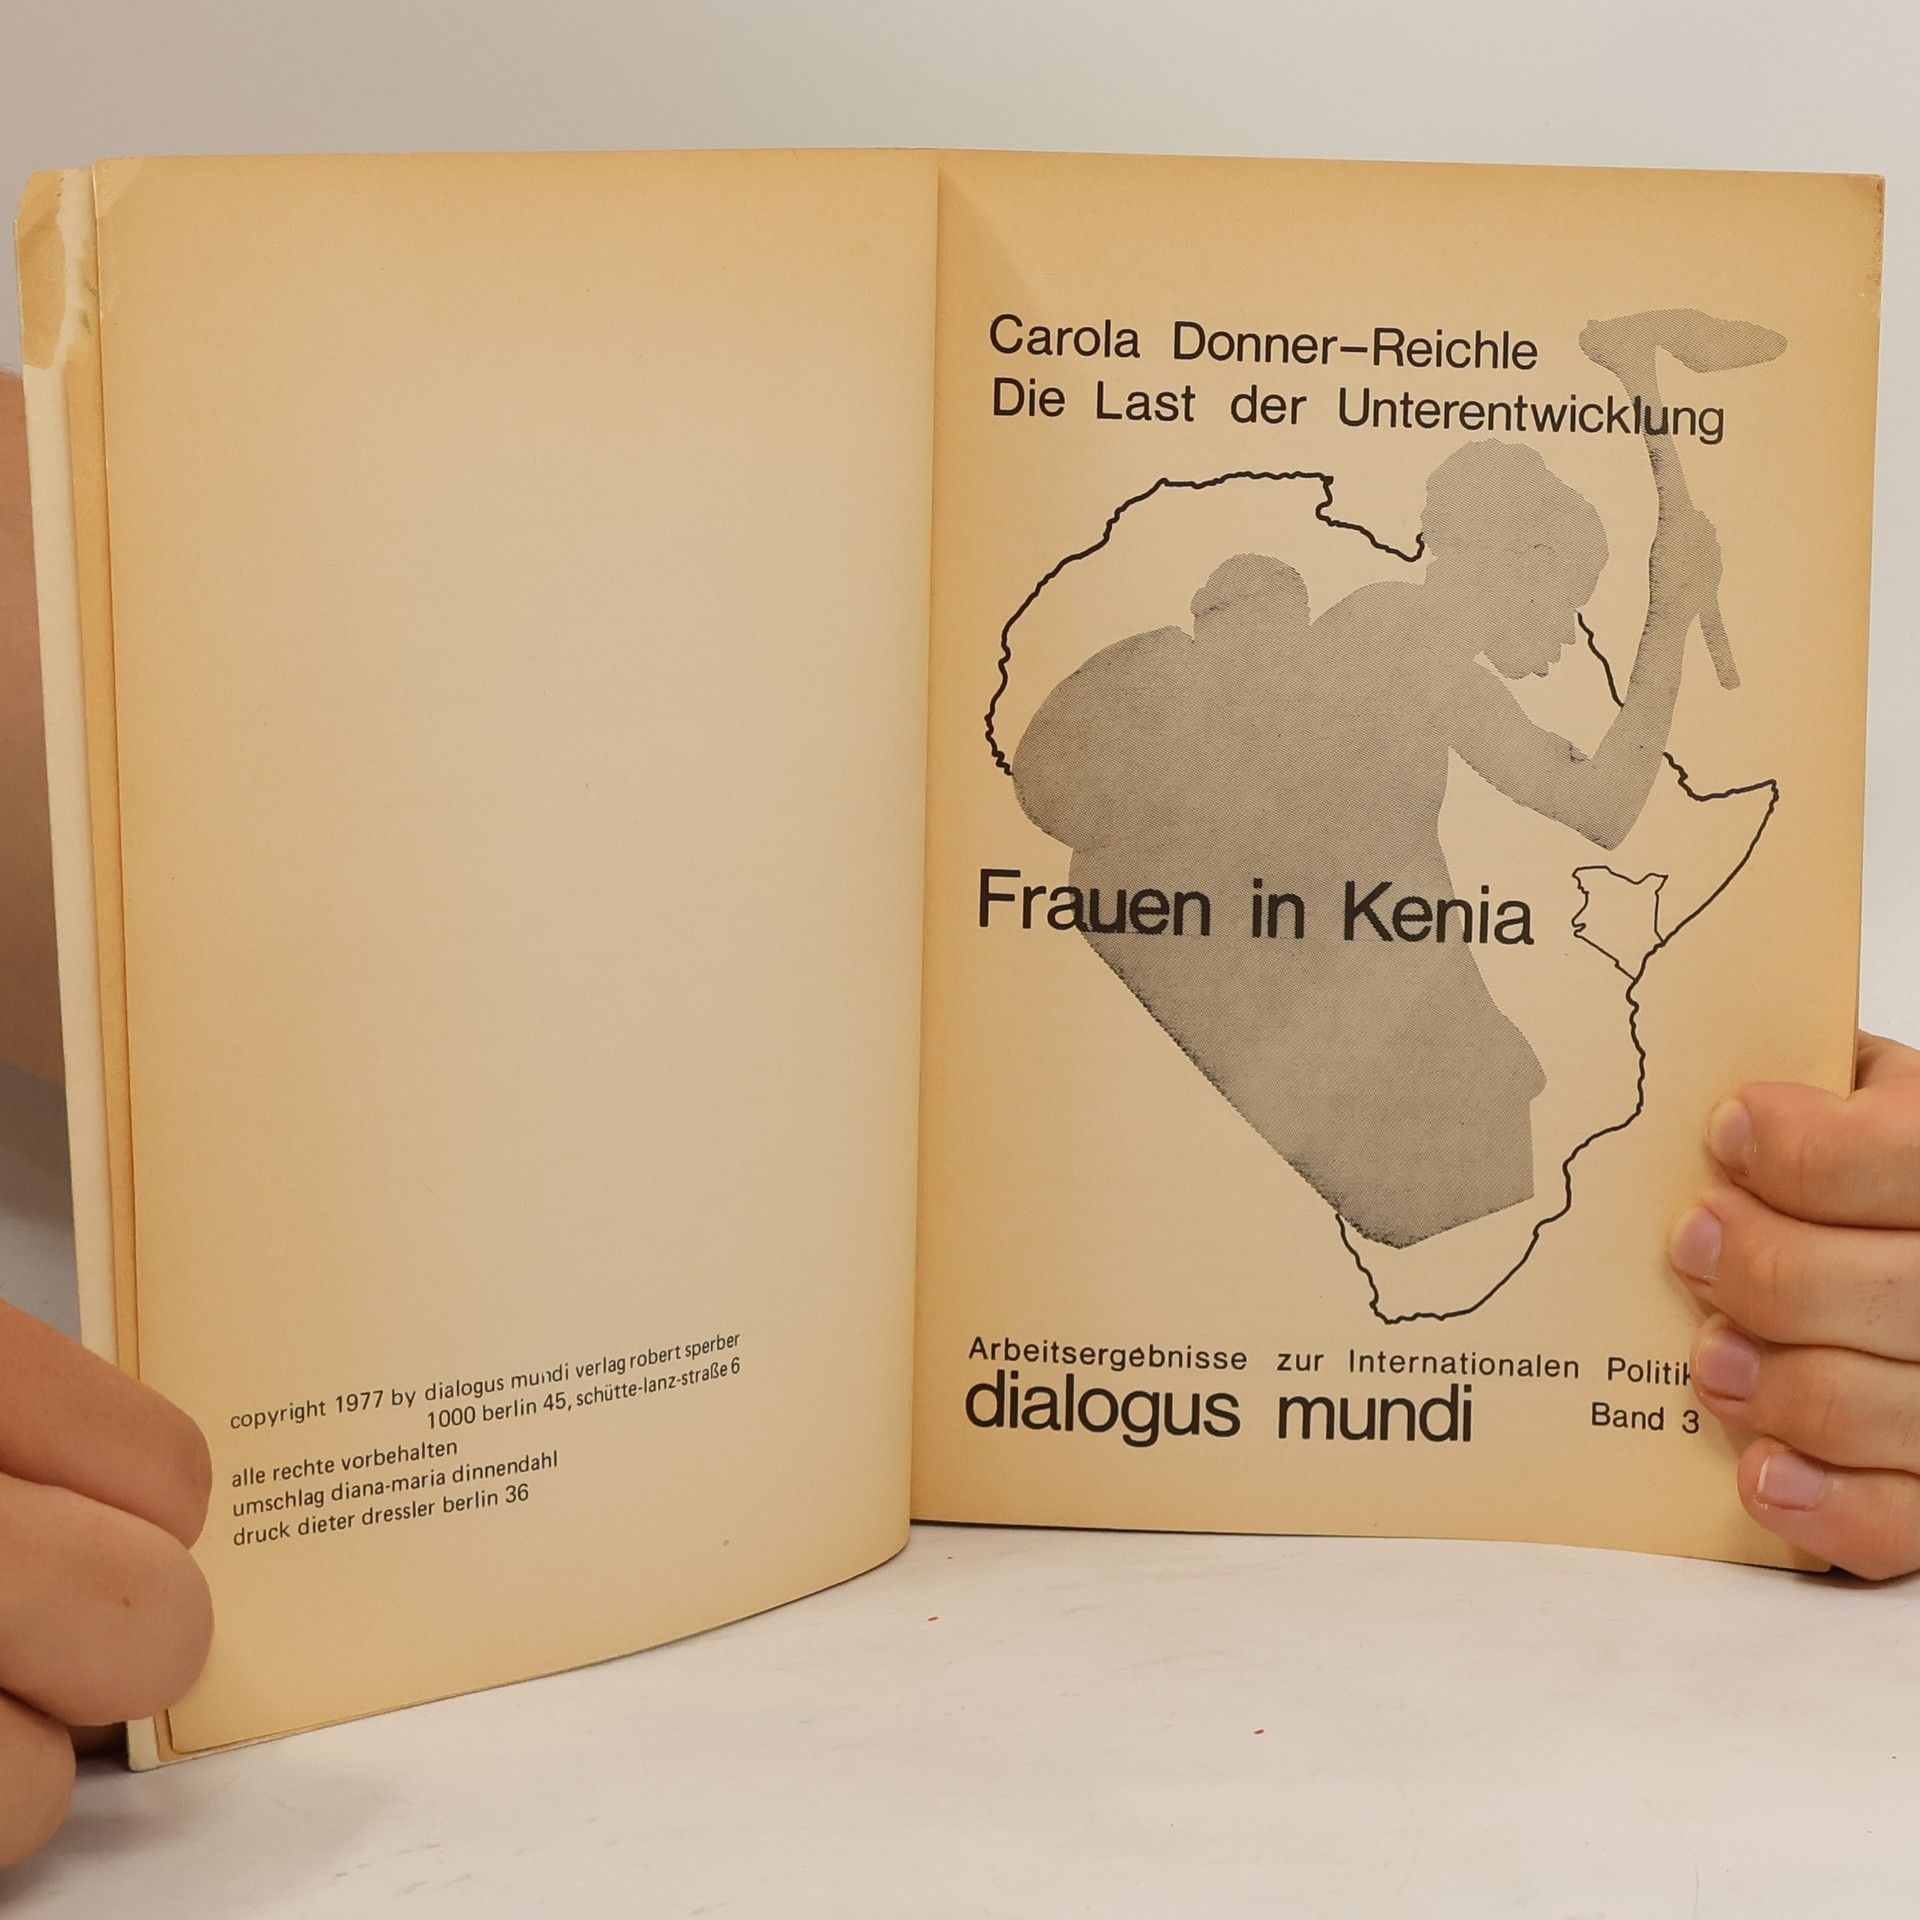 copyright 1977 by dialogus mundi verlag robert sperber
1000 berlin 45, schütte-lanz-straße 6
alle rechte vorbehalten
umschlag diana-maria dinnendahl
druck dieter dressler berlin 36
Carola Donner-Reichle
Die Last der Unterentwicklung
Frauen in Kenia
Arbeitsergebnisse zur Internationalen Politik
dialogus mundi Band 3